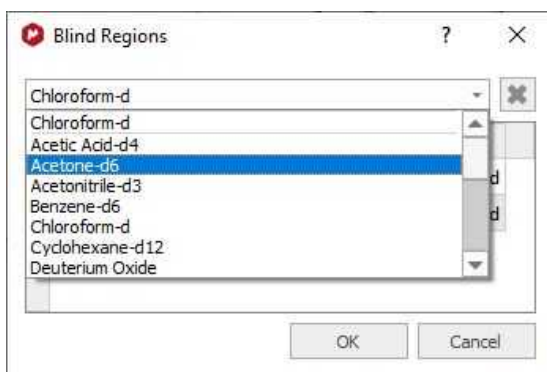 Blind Regions ?
Chloroform-d
Chloroform-d
Acetic Acid-d4
Acetone-d6
Acetonitrile-d3
Benzene-d6
Chloroform-d
Cyclohexane-d12
Deuterium Oxide
d
d
OK Cancel